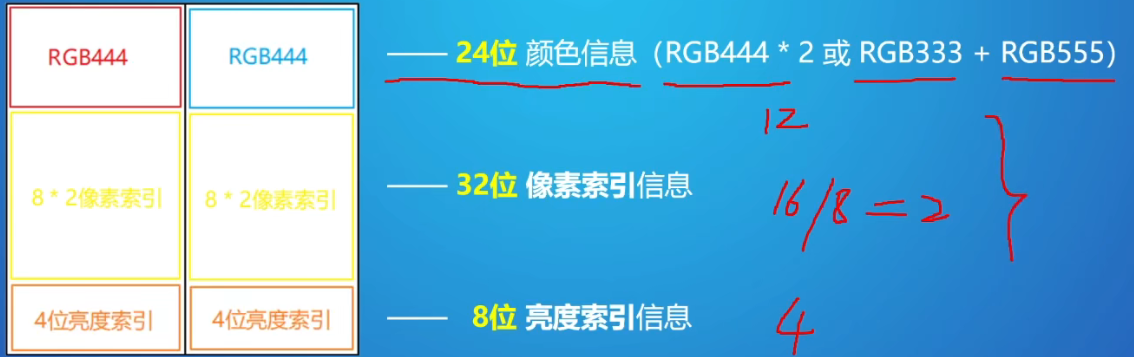 RGB444 RGB444 —— 24位 颜色信息（RGB444 * 2 或 RGB333 + RGB555）
12
8 * 2像素索引 8 * 2像素索引 —— 32位 像素索引信息
16/8=2
4位亮度索引 4位亮度索引 —— 8位 亮度索引信息
4